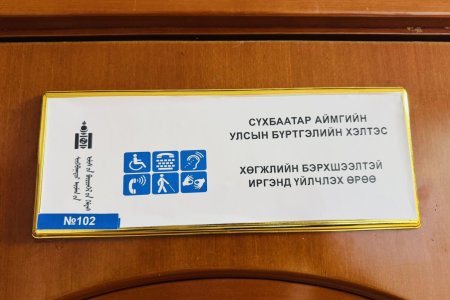 СҮХБААТАР АЙМГИЙН
УЛСЫН БҮРТГЭЛИЙН ХЭЛТЭС
ХӨГЖЛИЙН БЭРХШЭЭЛТЭЙ
ИРГЭНД ҮЙЛЧЛЭХ ӨРӨӨ
№102